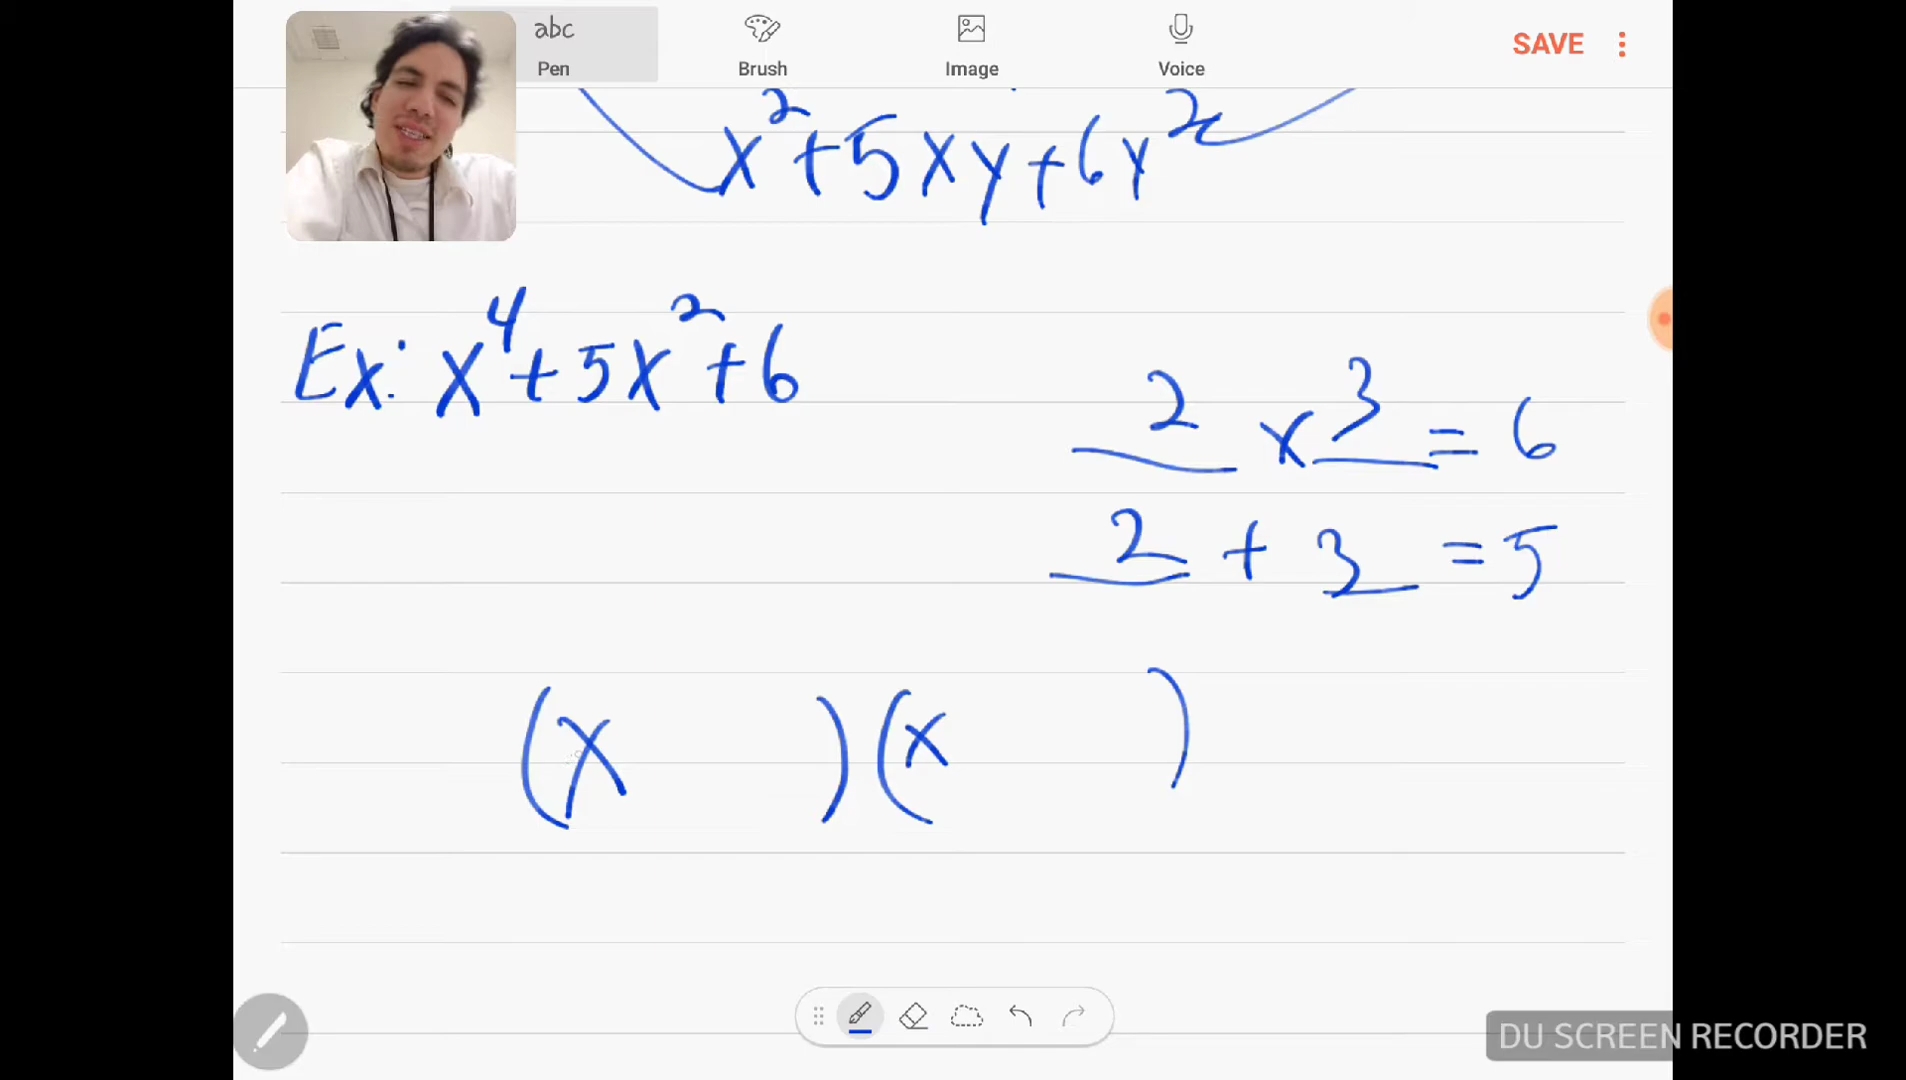 abc
Pen
Brush
Image
Voice
SAVE
x²+5xy+6y²
Ex: x⁴+5x²+6
2 x 3 = 6
2 + 3 = 5
(x )(x )
DU SCREEN RECORDER